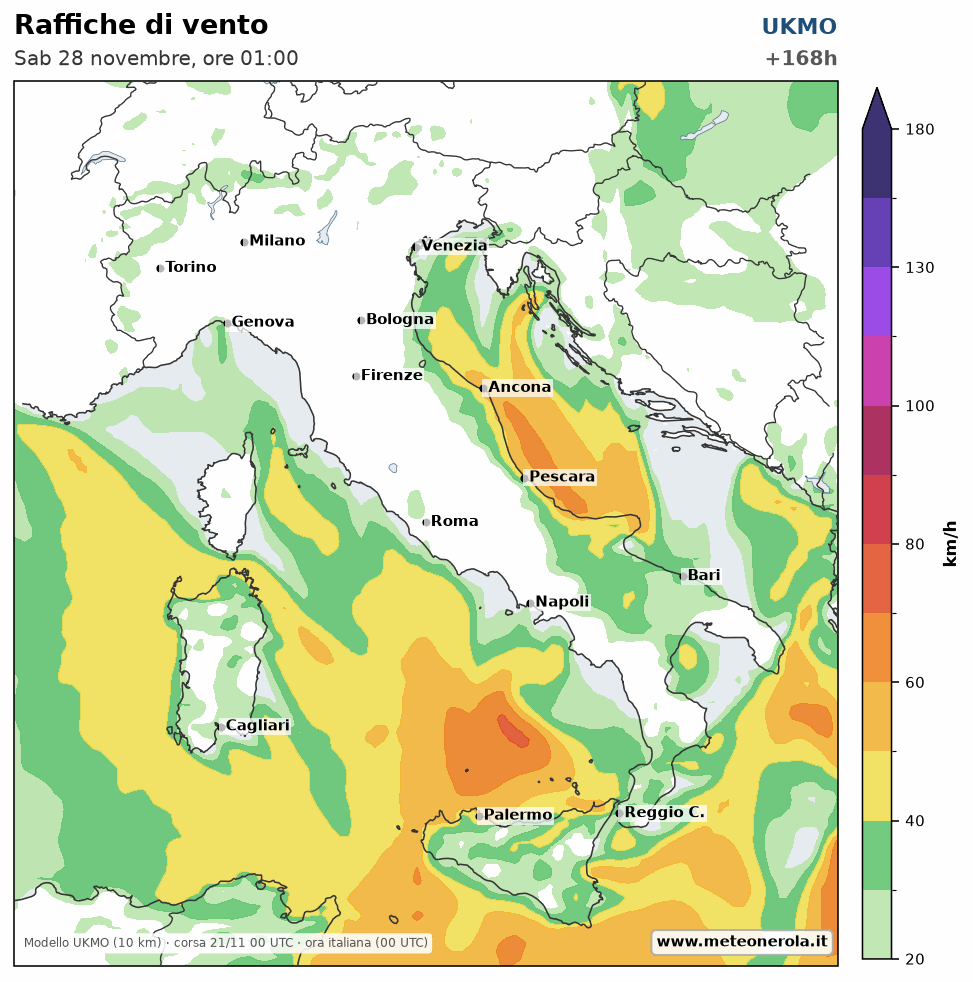 Raffiche di vento
UKMO
Sab 28 novembre, ore 01:00
+168h
180
130
100
80
60
40
20
km/h
Milano
Venezia
Torino
Genova
Bologna
Firenze
Ancona
Pescara
Roma
Bari
Napoli
Cagliari
Palermo
Reggio C.
Modello UKMO (10 km) · corsa 21/11 00 UTC · ora italiana (00 UTC)
www.meteonerola.it